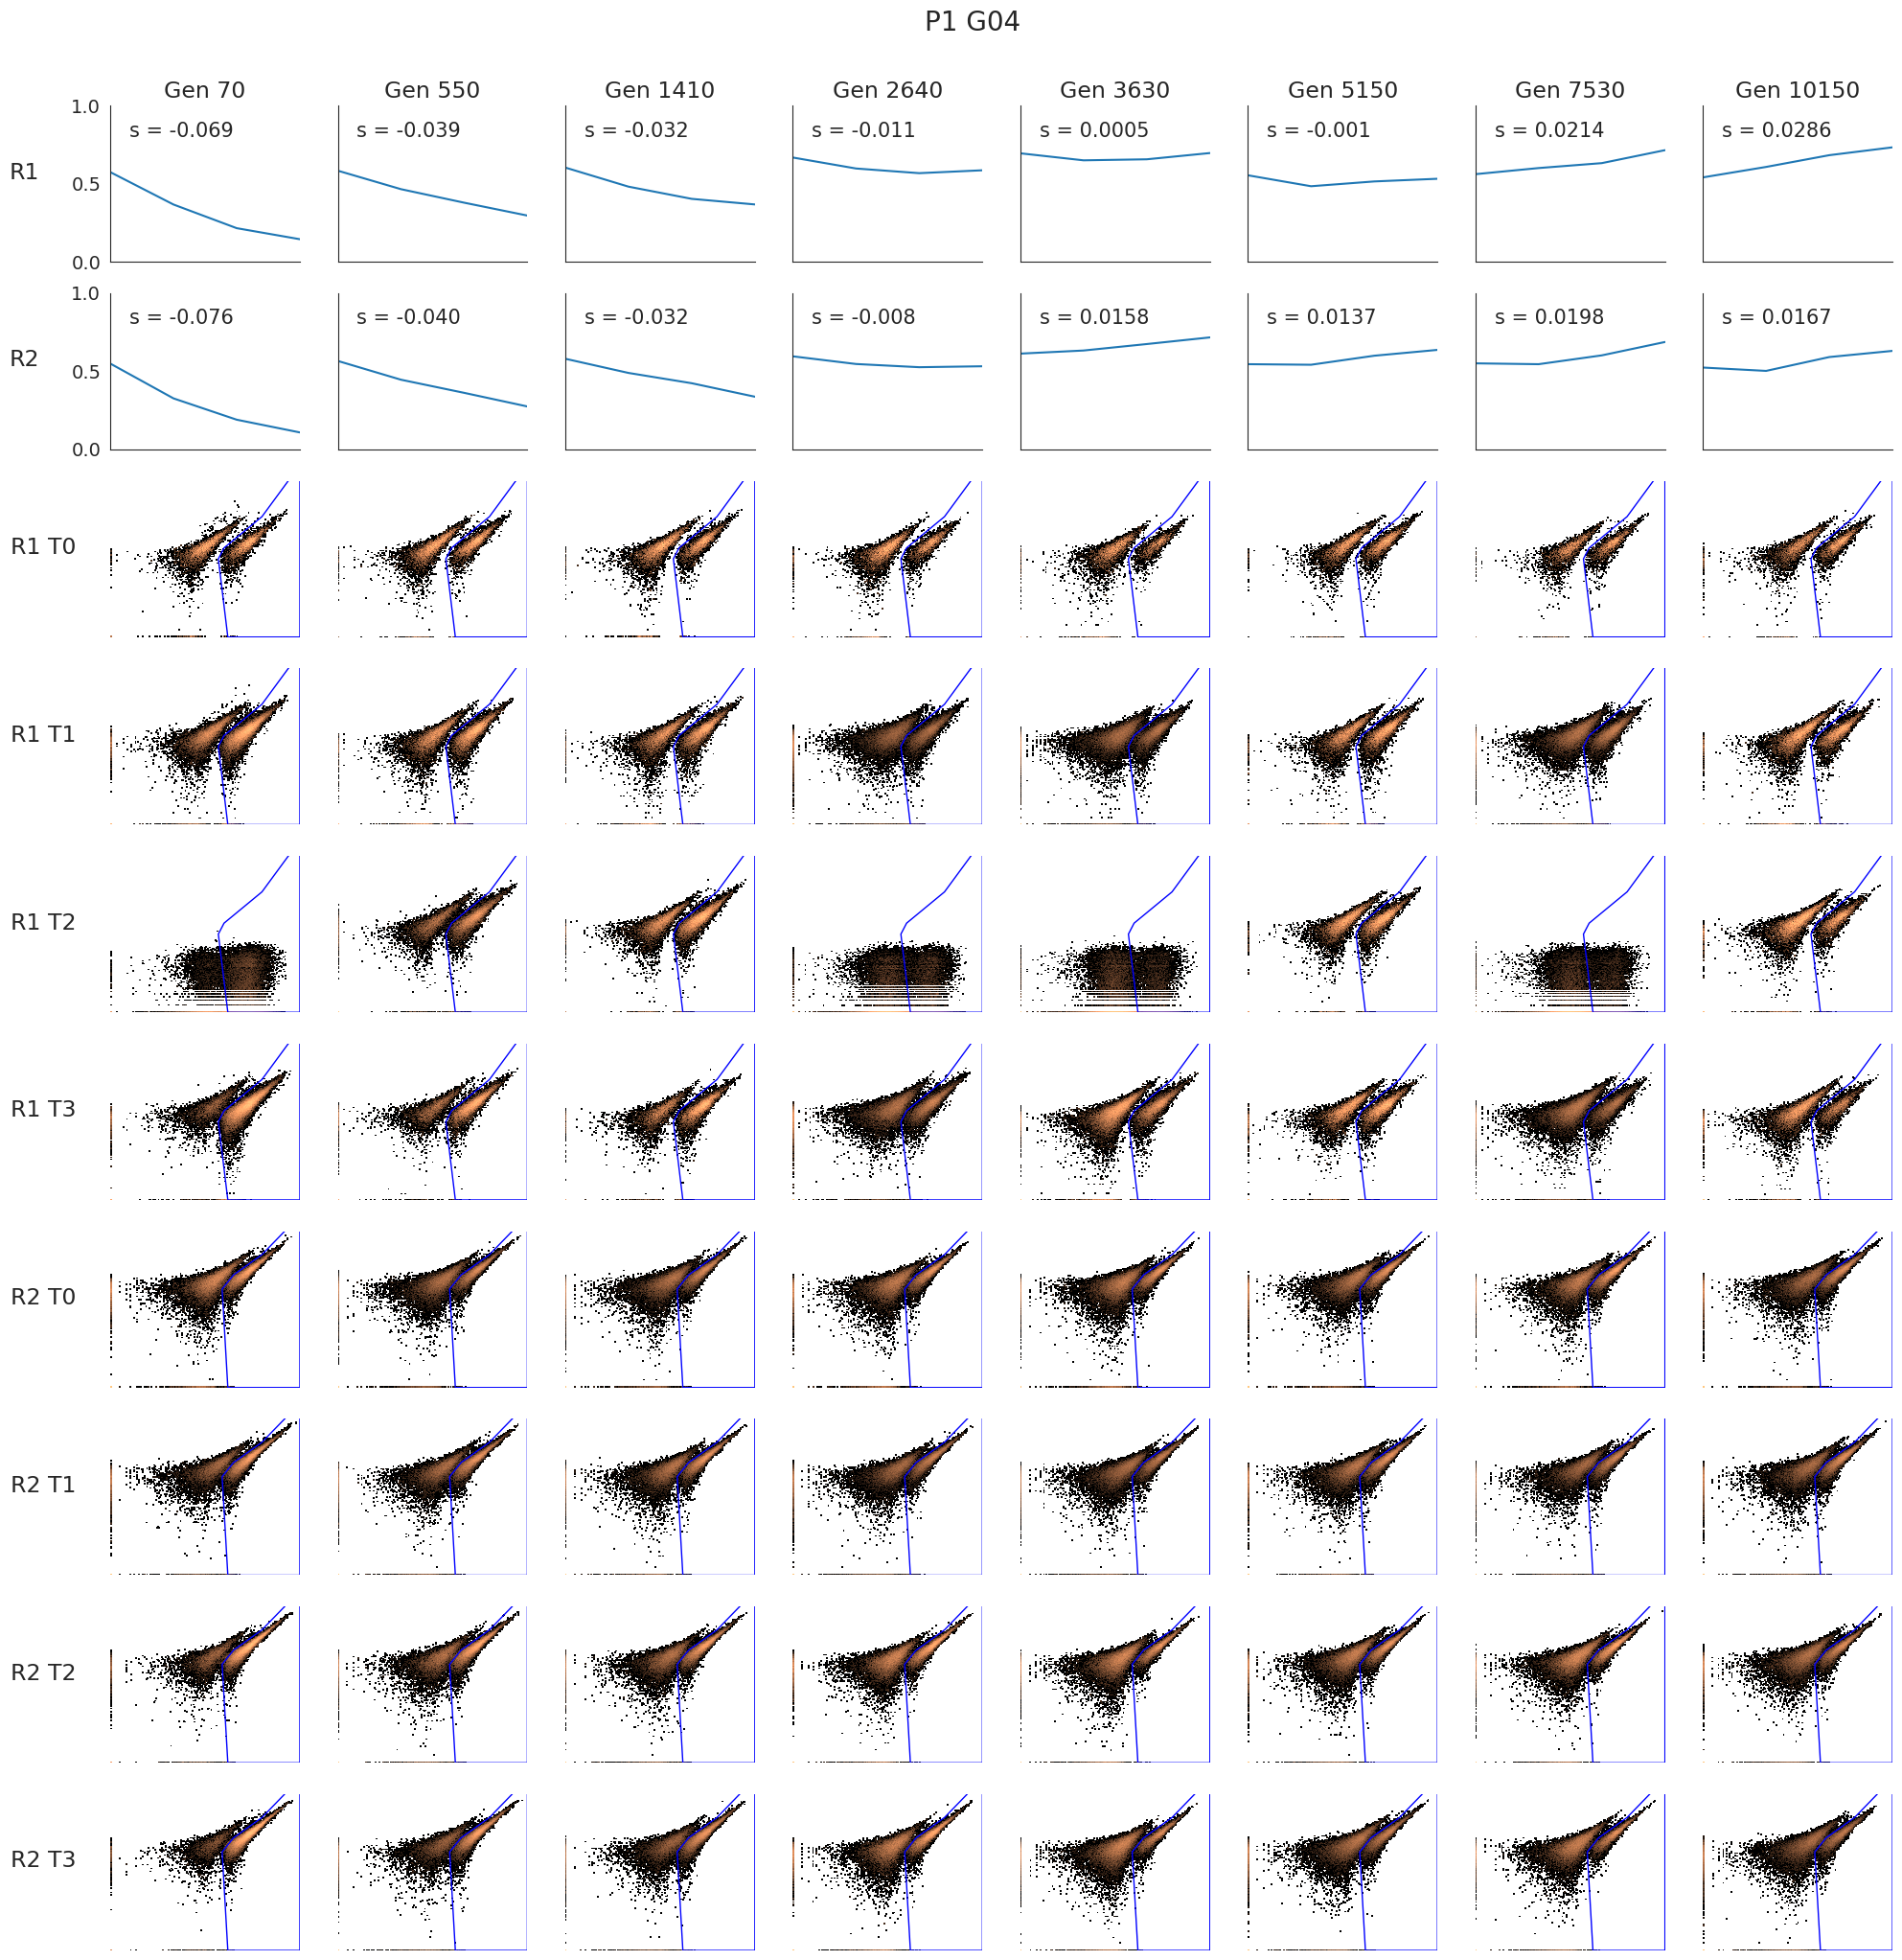 P1 G04
Gen 70 Gen 550 Gen 1410 Gen 2640 Gen 3630 Gen 5150 Gen 7530 Gen 10150
1.0
s = -0.069 s = -0.039 s = -0.032 s = -0.011 s = 0.0005 s = -0.001 s = 0.0214 s = 0.0286
R1
0.5
0.0
1.0
s = -0.076 s = -0.040 s = -0.032 s = -0.008 s = 0.0158 s = 0.0137 s = 0.0198 s = 0.0167
R2
0.5
0.0
R1 T0
R1 T1
R1 T2
R1 T3
R2 T0
R2 T1
R2 T2
R2 T3